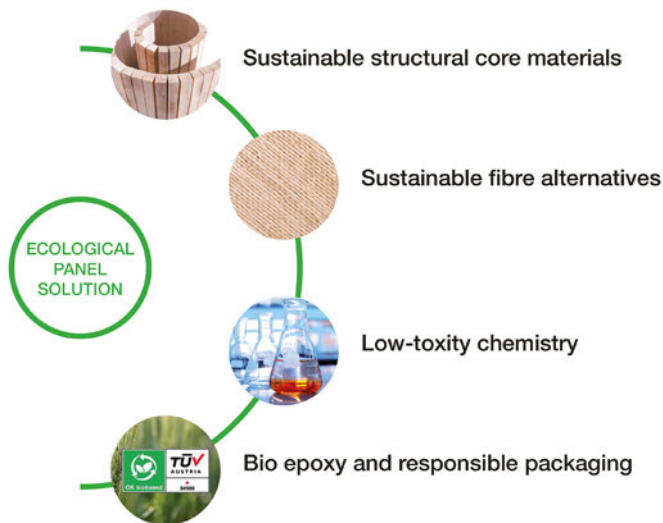 Sustainable structural core materials
Sustainable fibre alternatives
ECOLOGICAL
PANEL
SOLUTION
Low-toxity chemistry
Bio epoxy and responsible packaging
OK biobased
TÜV
AUSTRIA